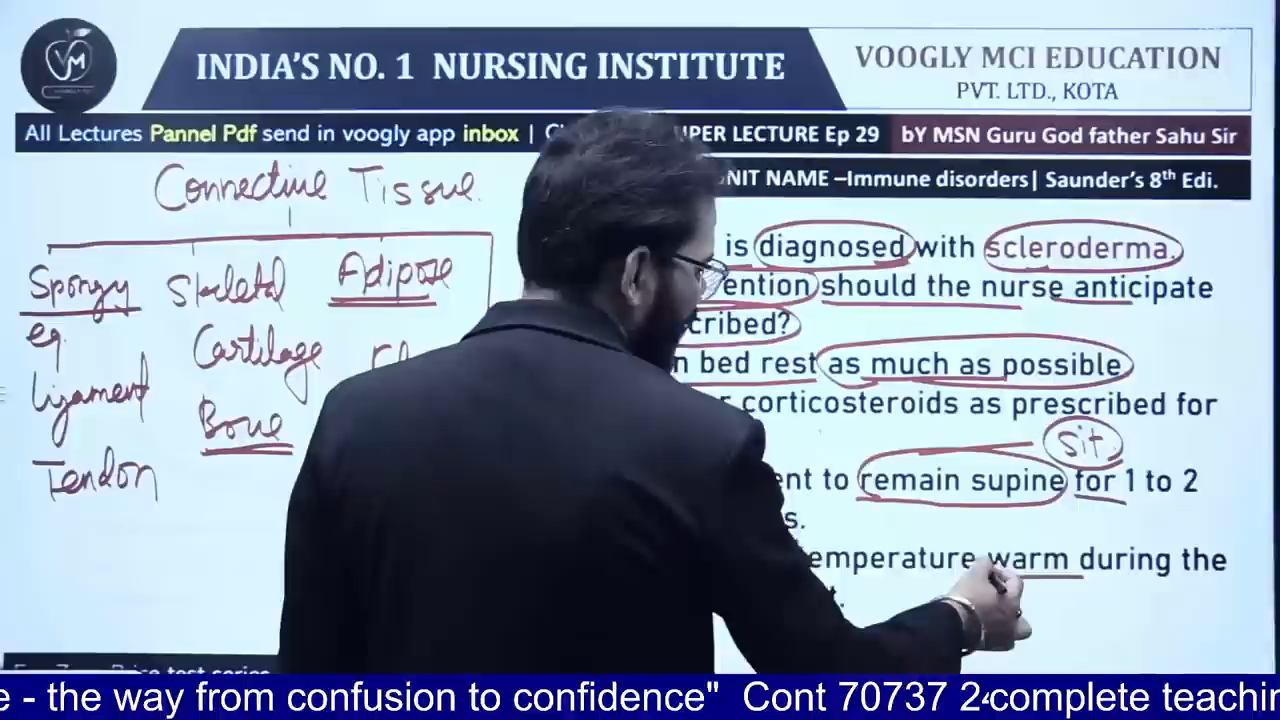 VM
INDIA'S NO. 1 NURSING INSTITUTE
VOOGLY MCI EDUCATION
PVT. LTD., KOTA
All Lectures Pannel Pdf send in voogly app inbox |
UPER LECTURE Ep 29
bY MSN Guru God father Sahu Sir
NIT NAME –Immune disorders| Saunder's 8th Edi.
Connective Tissue.
Spongy
Skeletal
Adipose
eg.
Cartilage
Ligament
Bone
Tendon
is diagnosed with scleroderma.
ention should the nurse anticipate
cribed?
n bed rest as much as possible
r corticosteroids as prescribed for
sit
ent to remain supine for 1 to 2
s.
emperature warm during the
t.
e - the way from confusion to confidence" Cont 70737 2
complete teachin